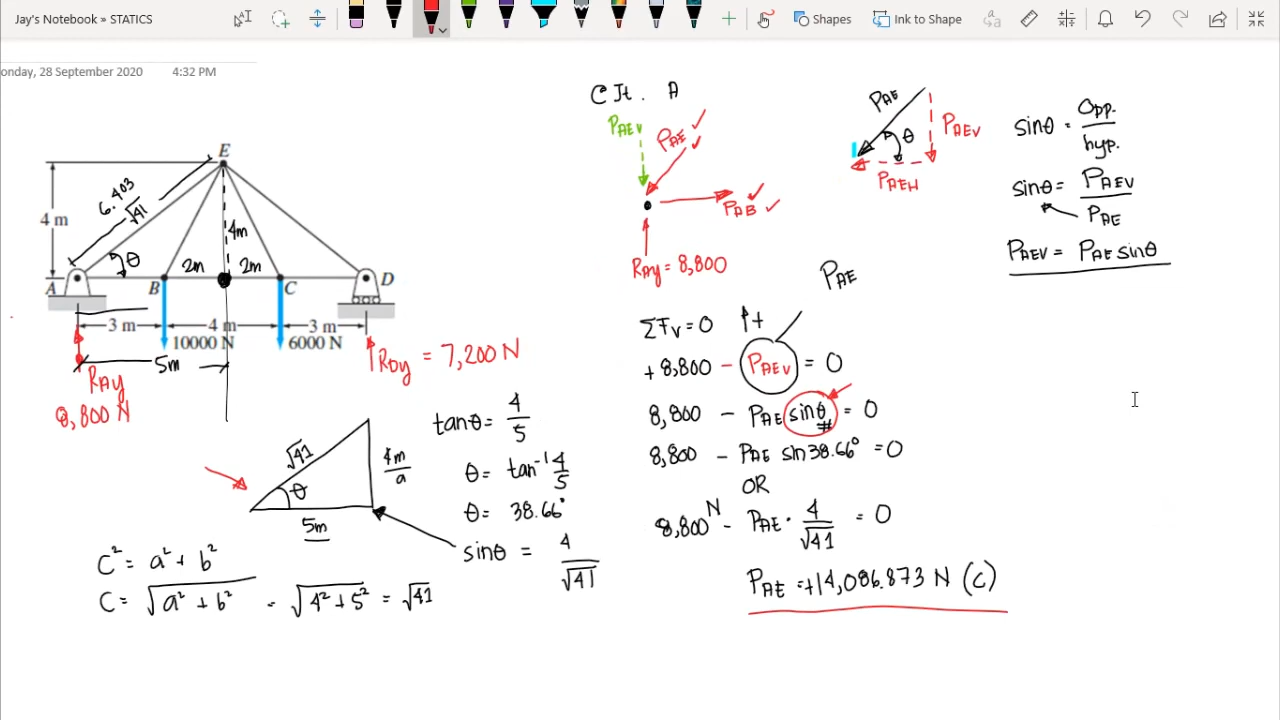 Jay's Notebook » STATICS
Shapes
Ink to Shape
onday, 28 September 2020 4:32 PM
E
6.403
√41
4 m
θ
4m
2m 2m
A B C D
3 m 4 m 3 m
10000 N 6000 N
5m
RAy
8,800 N
RDy = 7,200 N
√41
4m
a
θ
5m
C² = a² + b²
C = √a² + b² = √4² + 5² = √41
tanθ = 4/5
θ = tan⁻¹ 4/5
θ = 38.66°
sinθ = 4/√41
@ Jt. A
PAEV
PAE
PAB
RAy = 8,800
PAE
θ
PAEV
PAEH
sinθ = Opp./hyp.
sinθ = PAEV/PAE
PAEV = PAE sinθ
PAE
ΣFv = 0 ↑+
+8,800 - PAEV = 0
8,800 - PAE sinθ = 0
8,800 - PAE sin38.66° = 0
OR
8,800 N - PAE · 4/√41 = 0
PAE = +14,086.873 N (C)